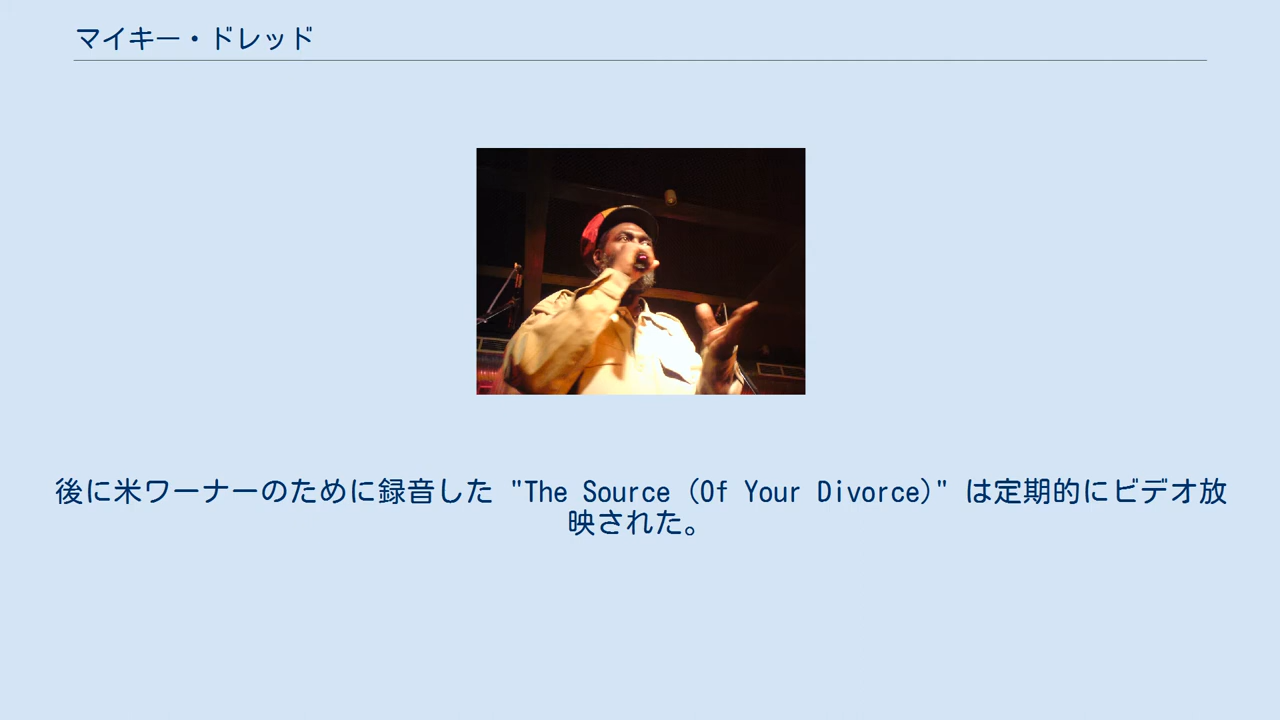 マイキー・ドレッド
後に米ワーナーのために録音した "The Source (Of Your Divorce)" は定期的にビデオ放
映された。